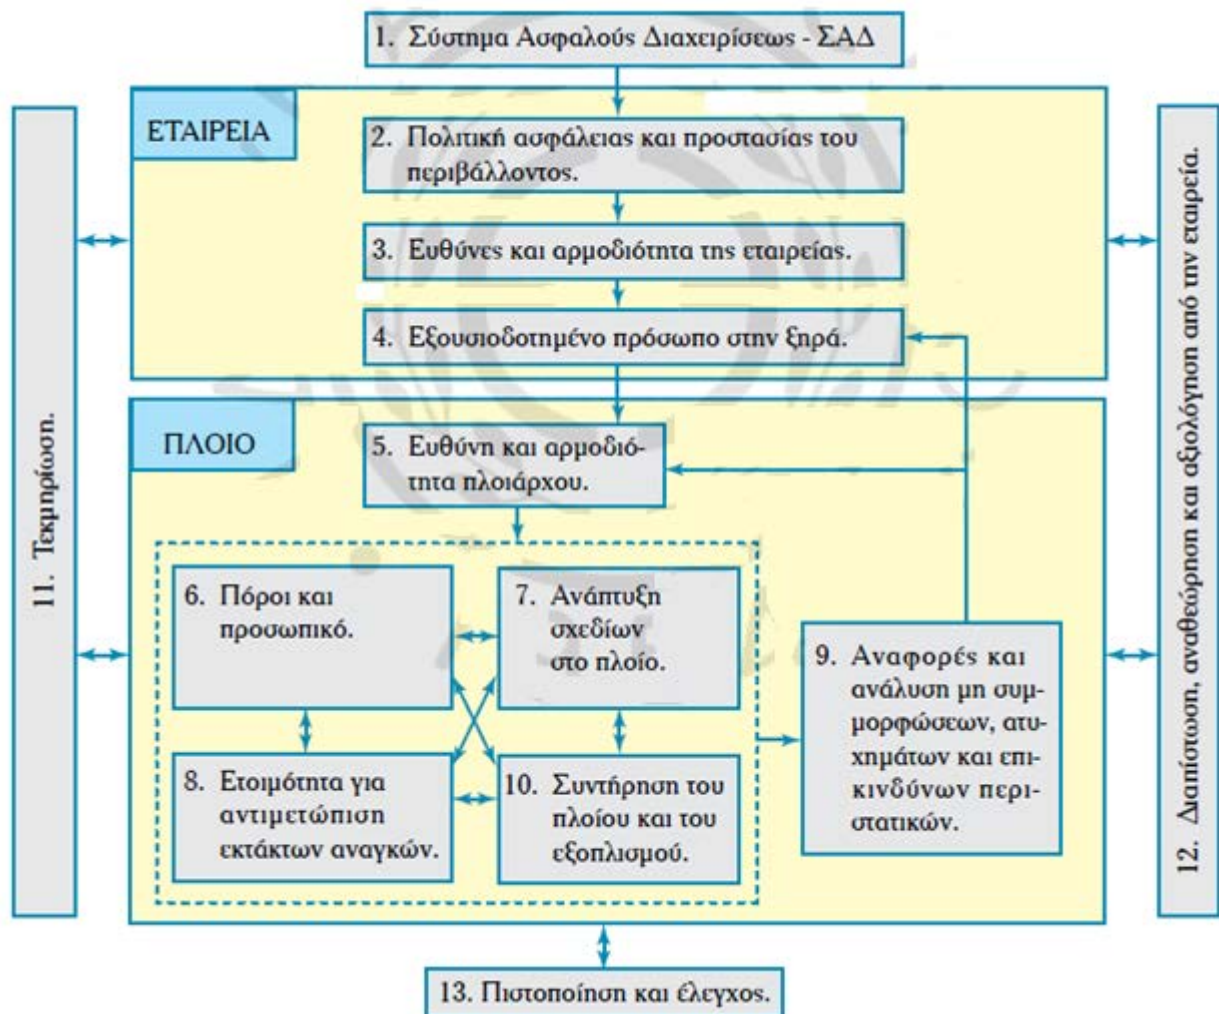 1. Σύστημα Ασφαλούς Διαχειρίσεως - ΣΑΔ
ΕΤΑΙΡΕΙΑ
2. Πολιτική ασφάλειας και προστασίας του
περιβάλλοντος.
3. Ευθύνες και αρμοδιότητα της εταιρείας.
4. Εξουσιοδοτημένο πρόσωπο στην ξηρά.
ΠΛΟΙΟ
5. Ευθύνη και αρμοδιό-
τητα πλοιάρχου.
6. Πόροι και
προσωπικό.
7. Ανάπτυξη
σχεδίων
στο πλοίο.
8. Ετοιμότητα για
αντιμετώπιση
εκτάκτων αναγκών.
10. Συντήρηση του
πλοίου και του
εξοπλισμού.
9. Αναφορές και
ανάλυση μη συμ-
μορφώσεων, ατυ-
χημάτων και επι-
κινδύνων περι-
στατικών.
11. Τεκμηρίωση.
12. Διαπίστωση, αναθεώρηση και αξιολόγηση από την εταιρεία.
13. Πιστοποίηση και έλεγχος.